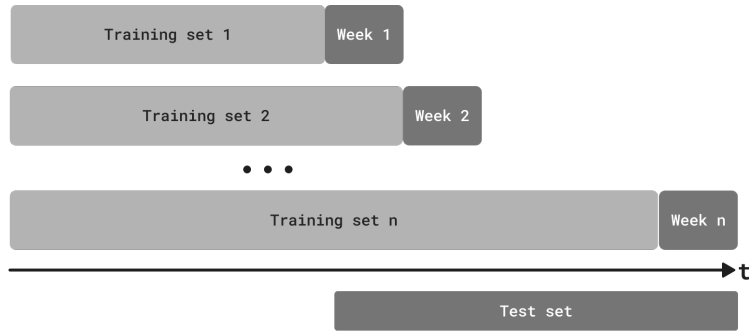 Training set 1 Week 1
Training set 2 Week 2
Training set n Week n
t
Test set